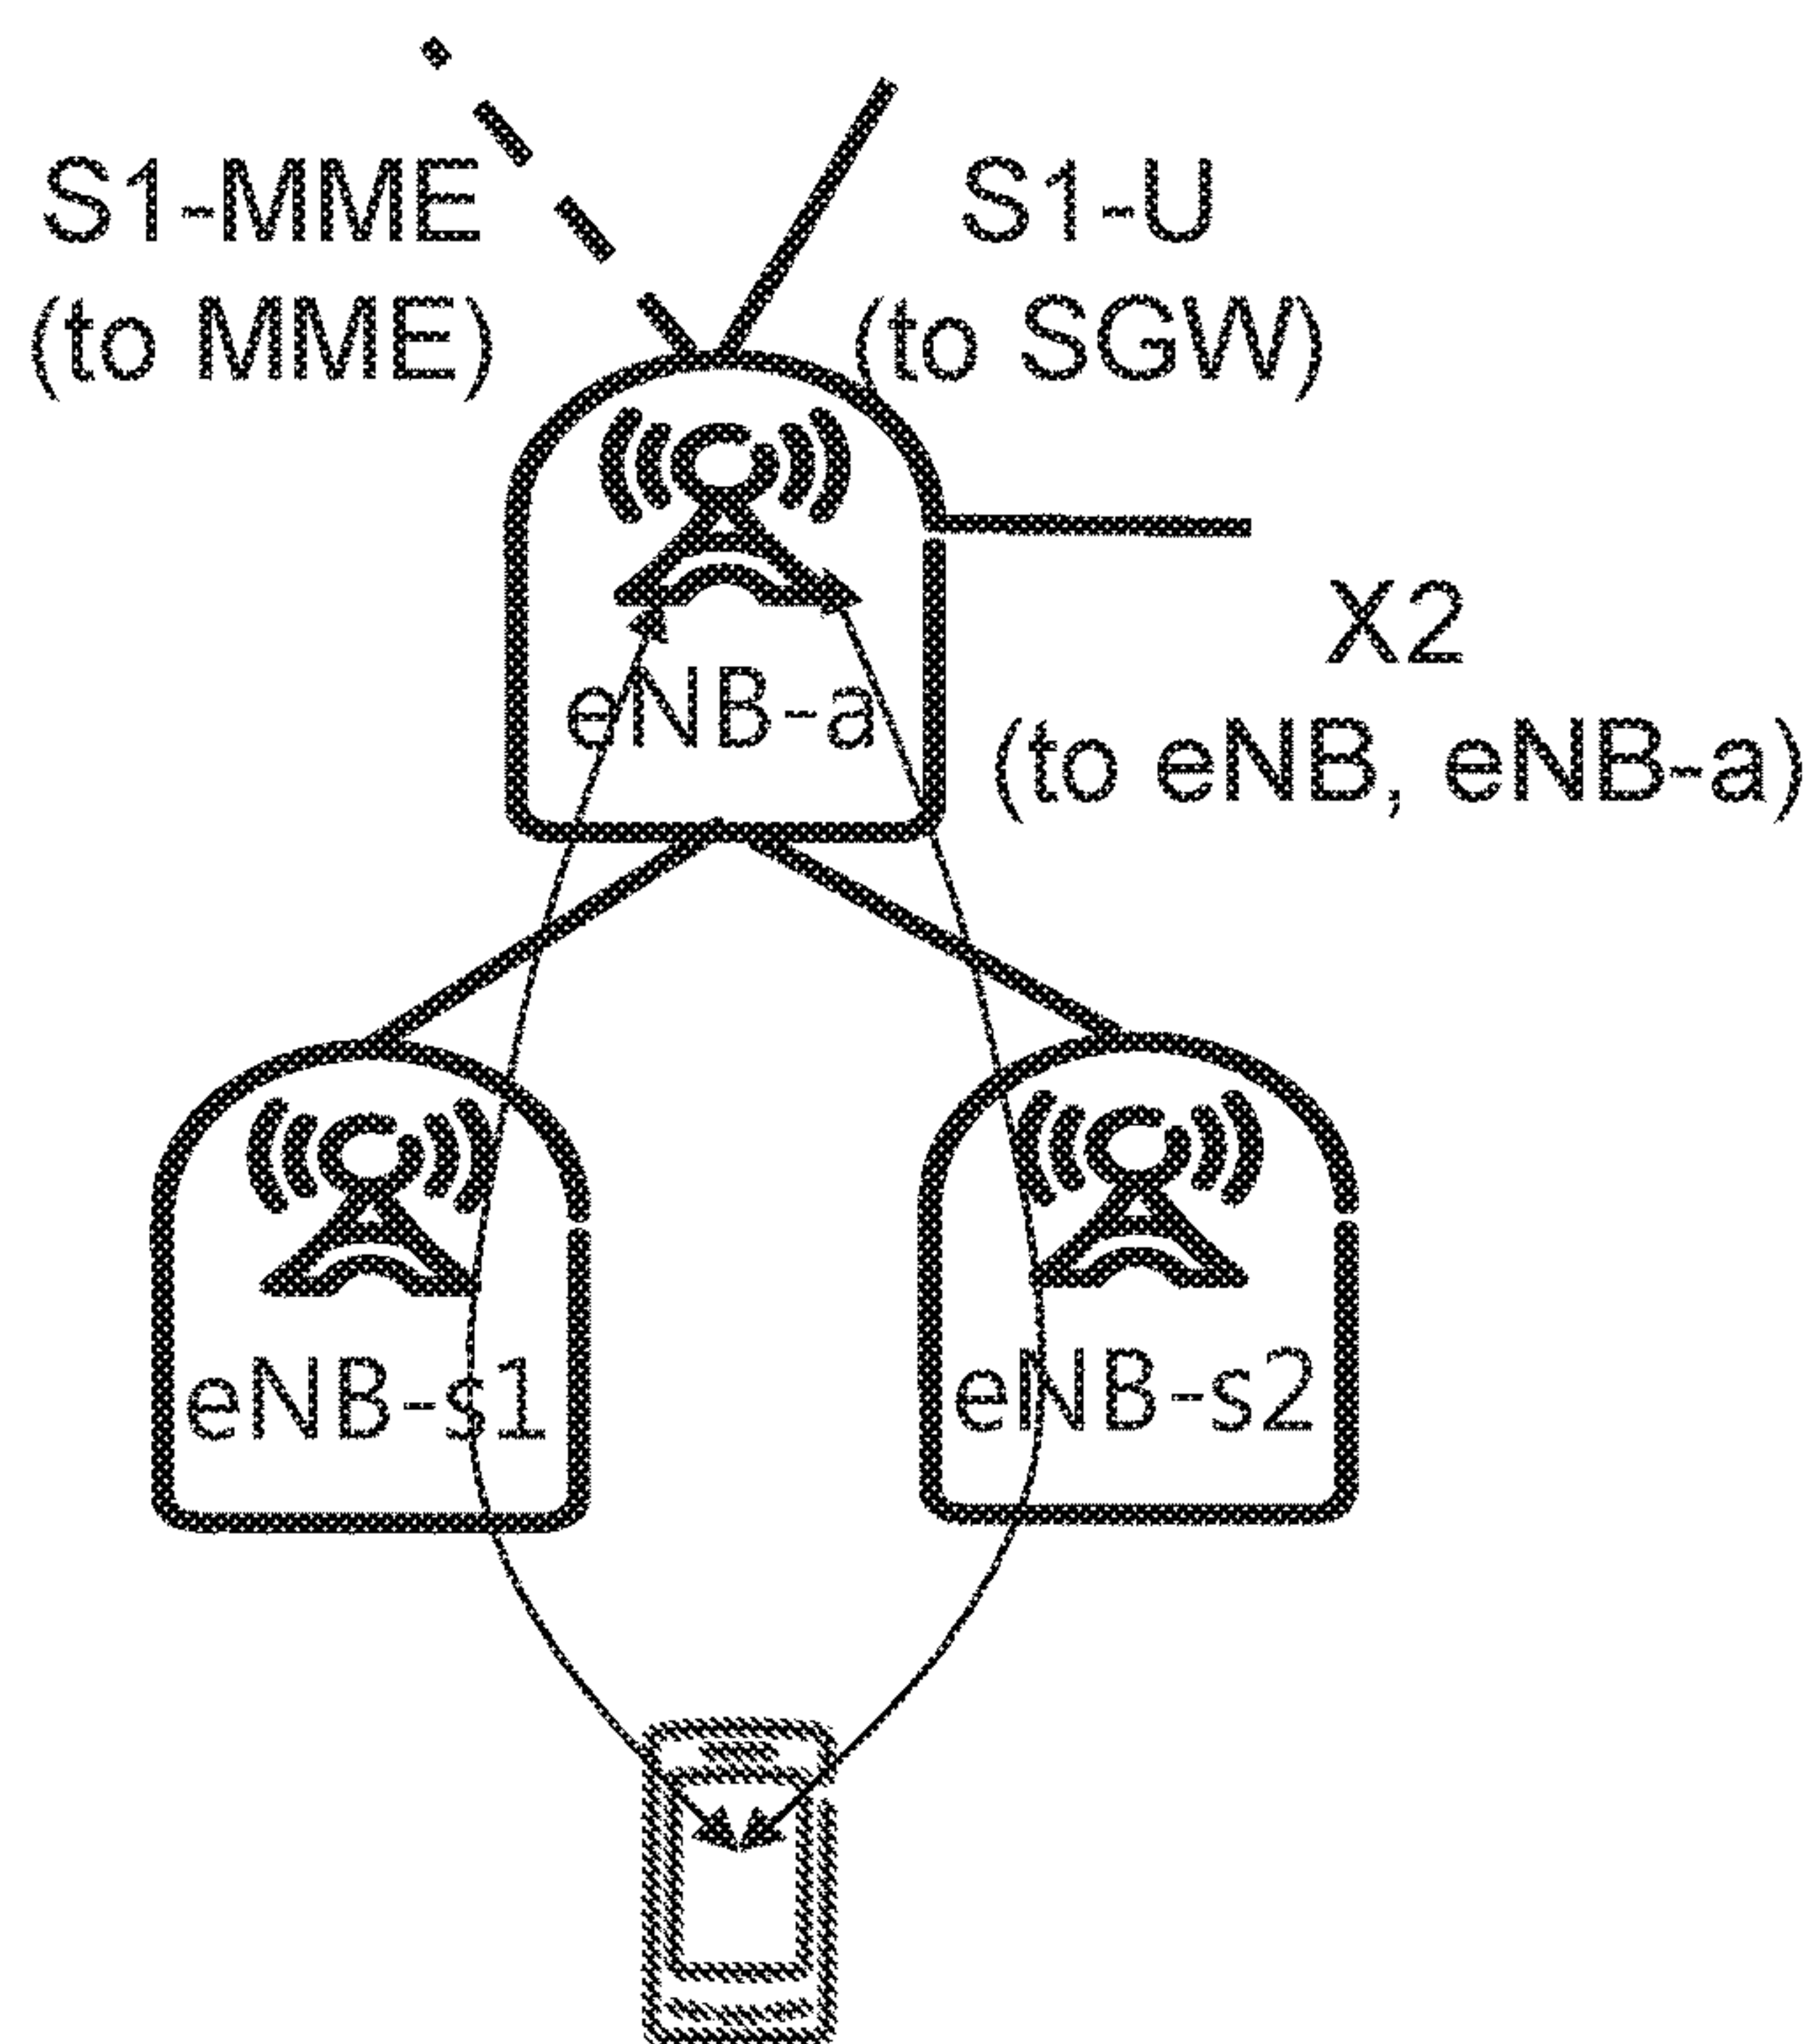 S1-MME
(to MME)
S1-U
(to SGW)
eNB-a
X2
(to eNB, eNB-a)
eNB-s1
eNB-s2